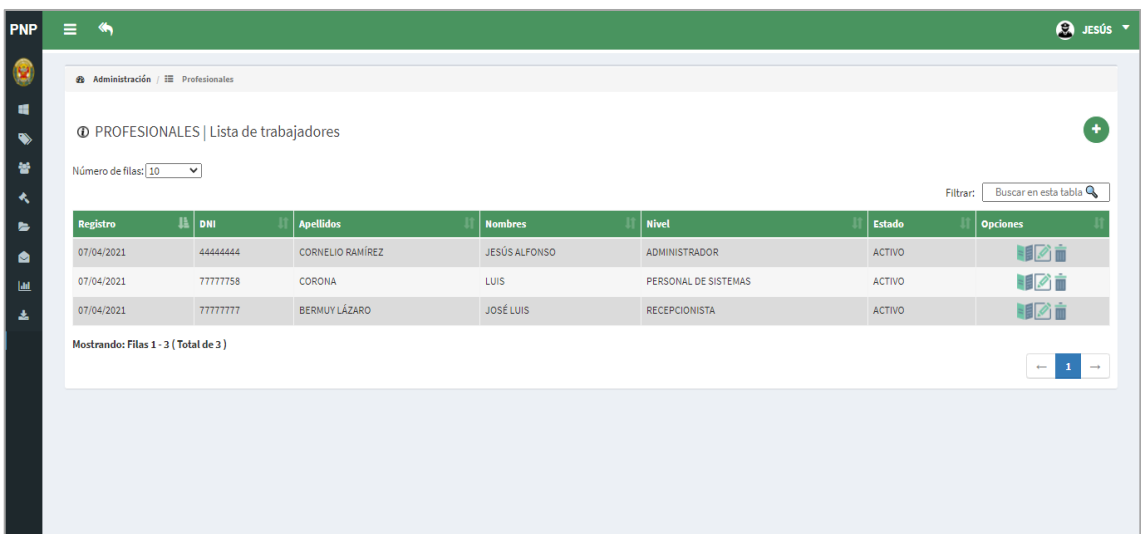 PNP JESÚS
Administración / Profesionales
PROFESIONALES | Lista de trabajadores
Número de filas: 10
Filtrar: Buscar en esta tabla
Registro DNI Apellidos Nombres Nivel Estado Opciones
07/04/2021 44444444 CORNELIO RAMÍREZ JESÚS ALFONSO ADMINISTRADOR ACTIVO
07/04/2021 77777758 CORONA LUIS PERSONAL DE SISTEMAS ACTIVO
07/04/2021 77777777 BERMUY LÁZARO JOSÉ LUIS RECEPCIONISTA ACTIVO
Mostrando: Filas 1 - 3 ( Total de 3 )
← 1 →